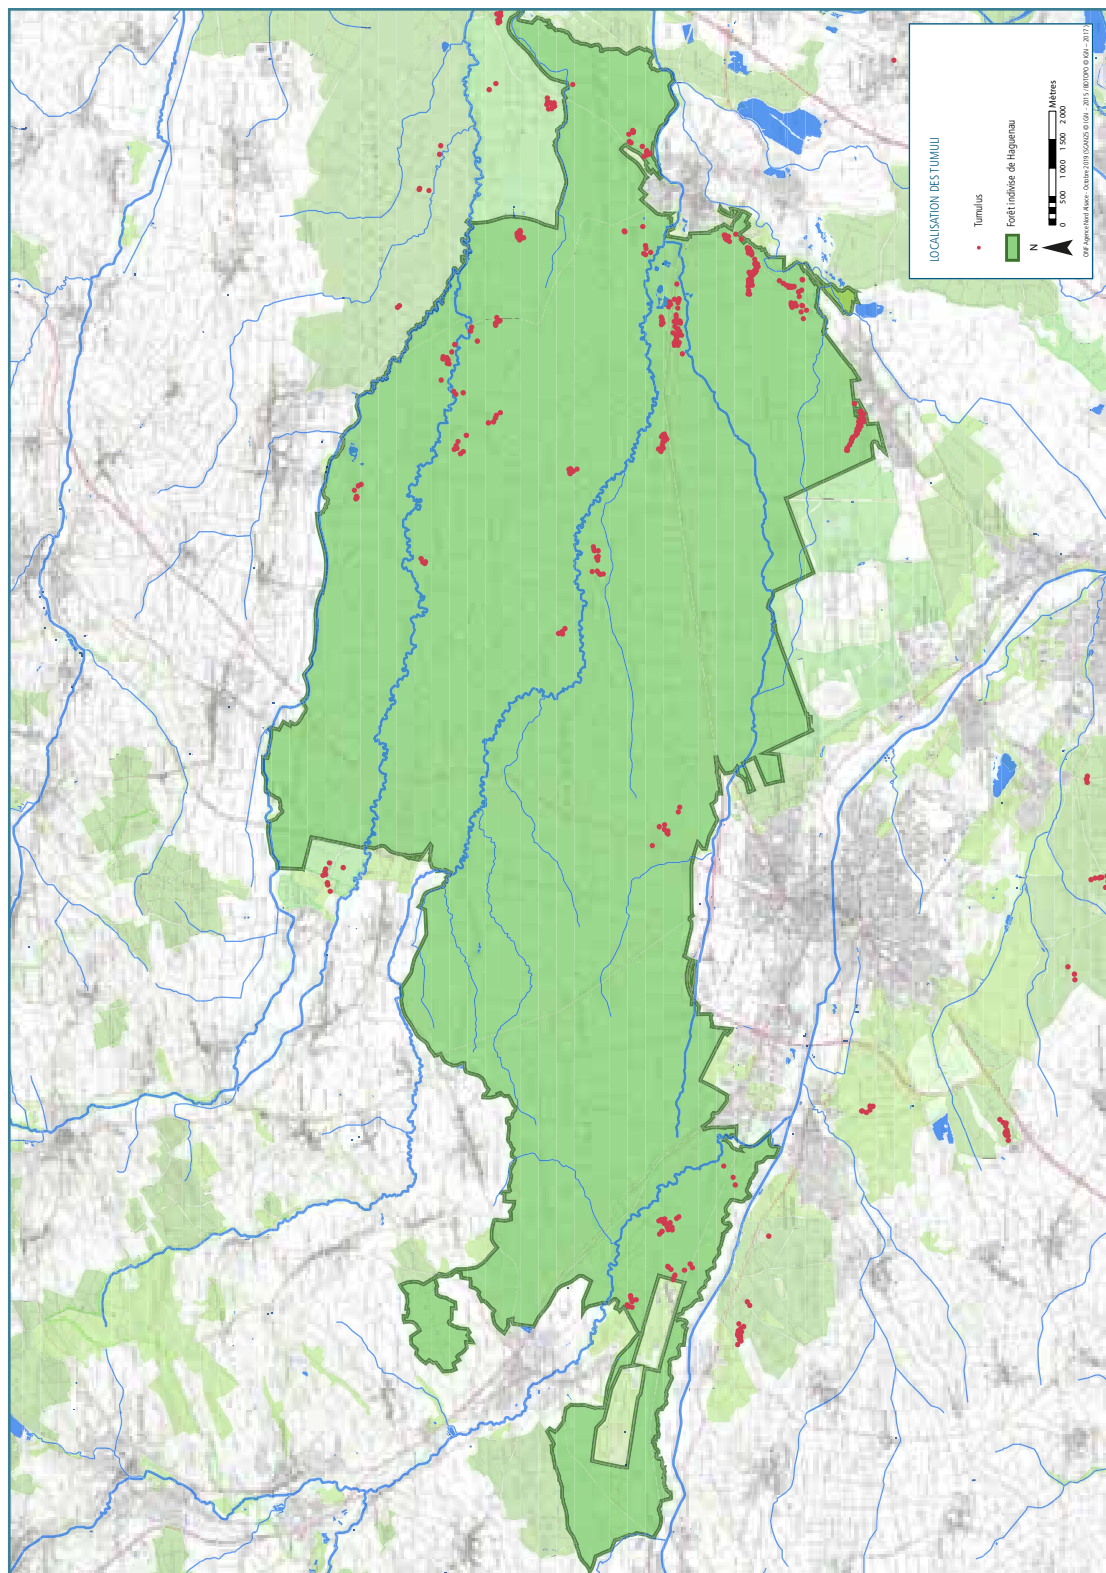 LOCALISATION DES TUMULI
Tumulus
Forêt indivise de Haguenau
N
0 500 1 000 1 500 2 000 Mètres
ONF Agence Nord Alsace - Octobre 2019 (SCAN25 © IGN – 2015 / BDTOPO © IGN – 2017)